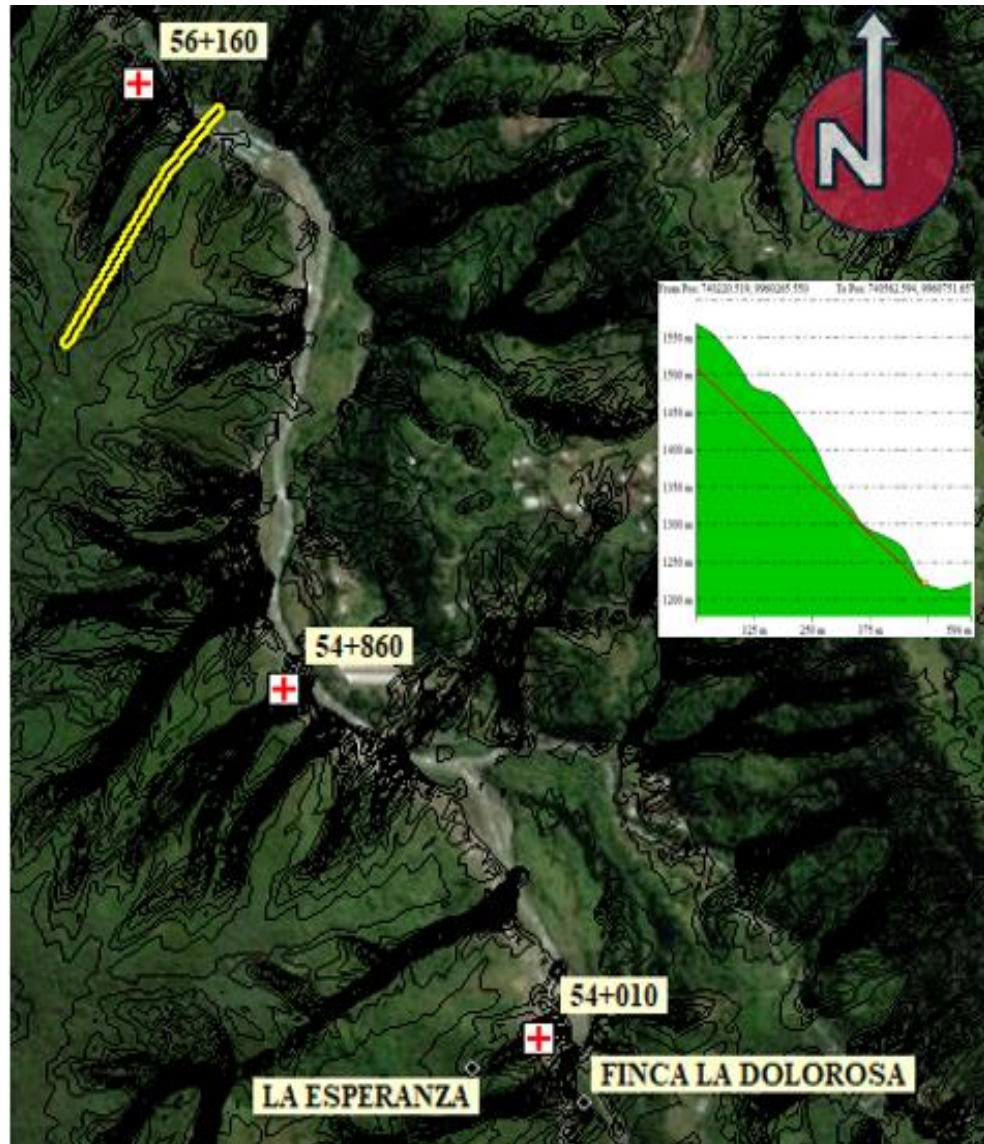 56+160
N
From Pos: 740220.519, 9960265.550 To Pos: 740562.594, 9960751.657
1550 m
1500 m
1450 m
1400 m
1350 m
1300 m
1250 m
1200 m
125 m 250 m 375 m 594 m
54+860
54+010
FINCA LA DOLOROSA
LA ESPERANZA